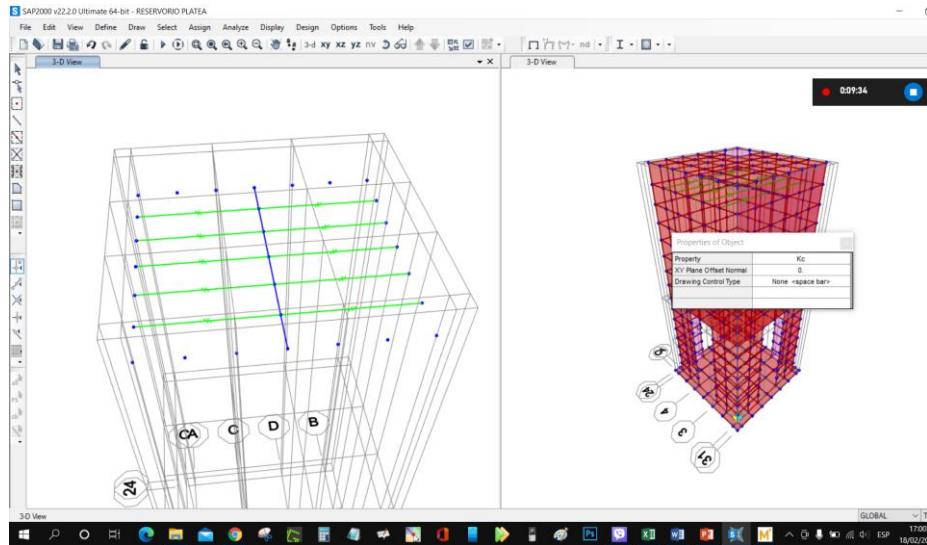 SAP2000 v22.2.0 Ultimate 64-bit - RESERVORIO PLATEA
File Edit View Define Draw Select Assign Analyze Display Design Options Tools Help
3-d xy xz yz nv nd
3-D View
3-D View
0:09:34
Properties of Object
Property Kc
XY Plane Offset Normal 0.
Drawing Control Type None <space bar>
CA C D B
24
3-D View
GLOBAL
ESP
17:00
18/02/20